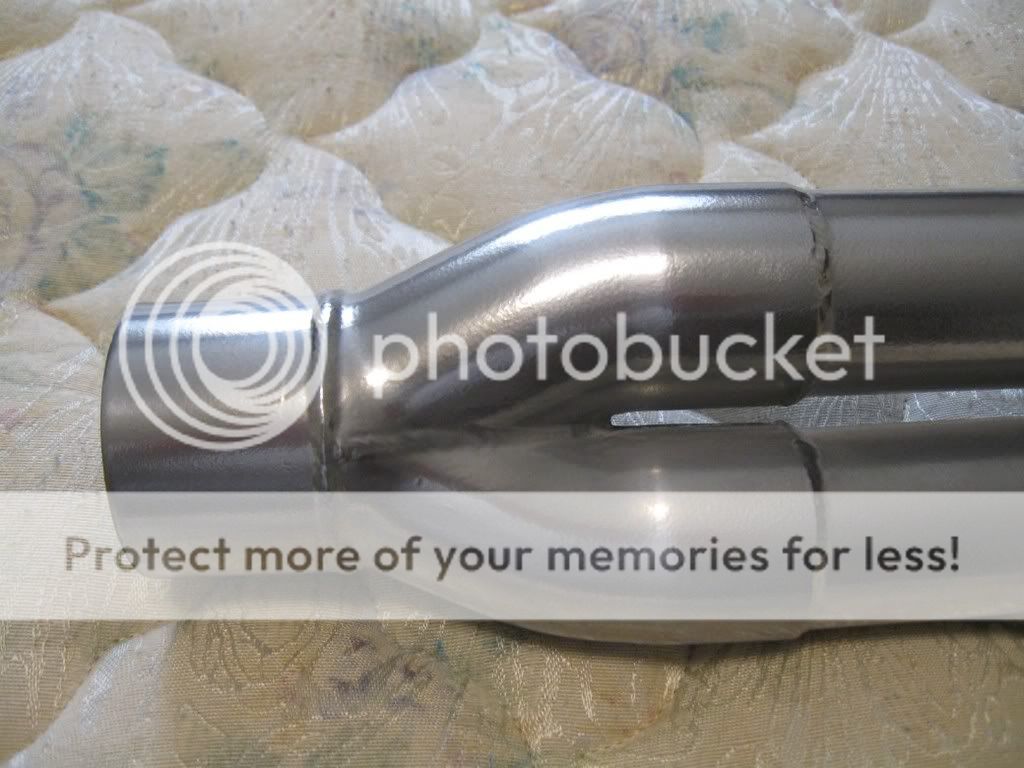 photobucket
Protect more of your memories for less!